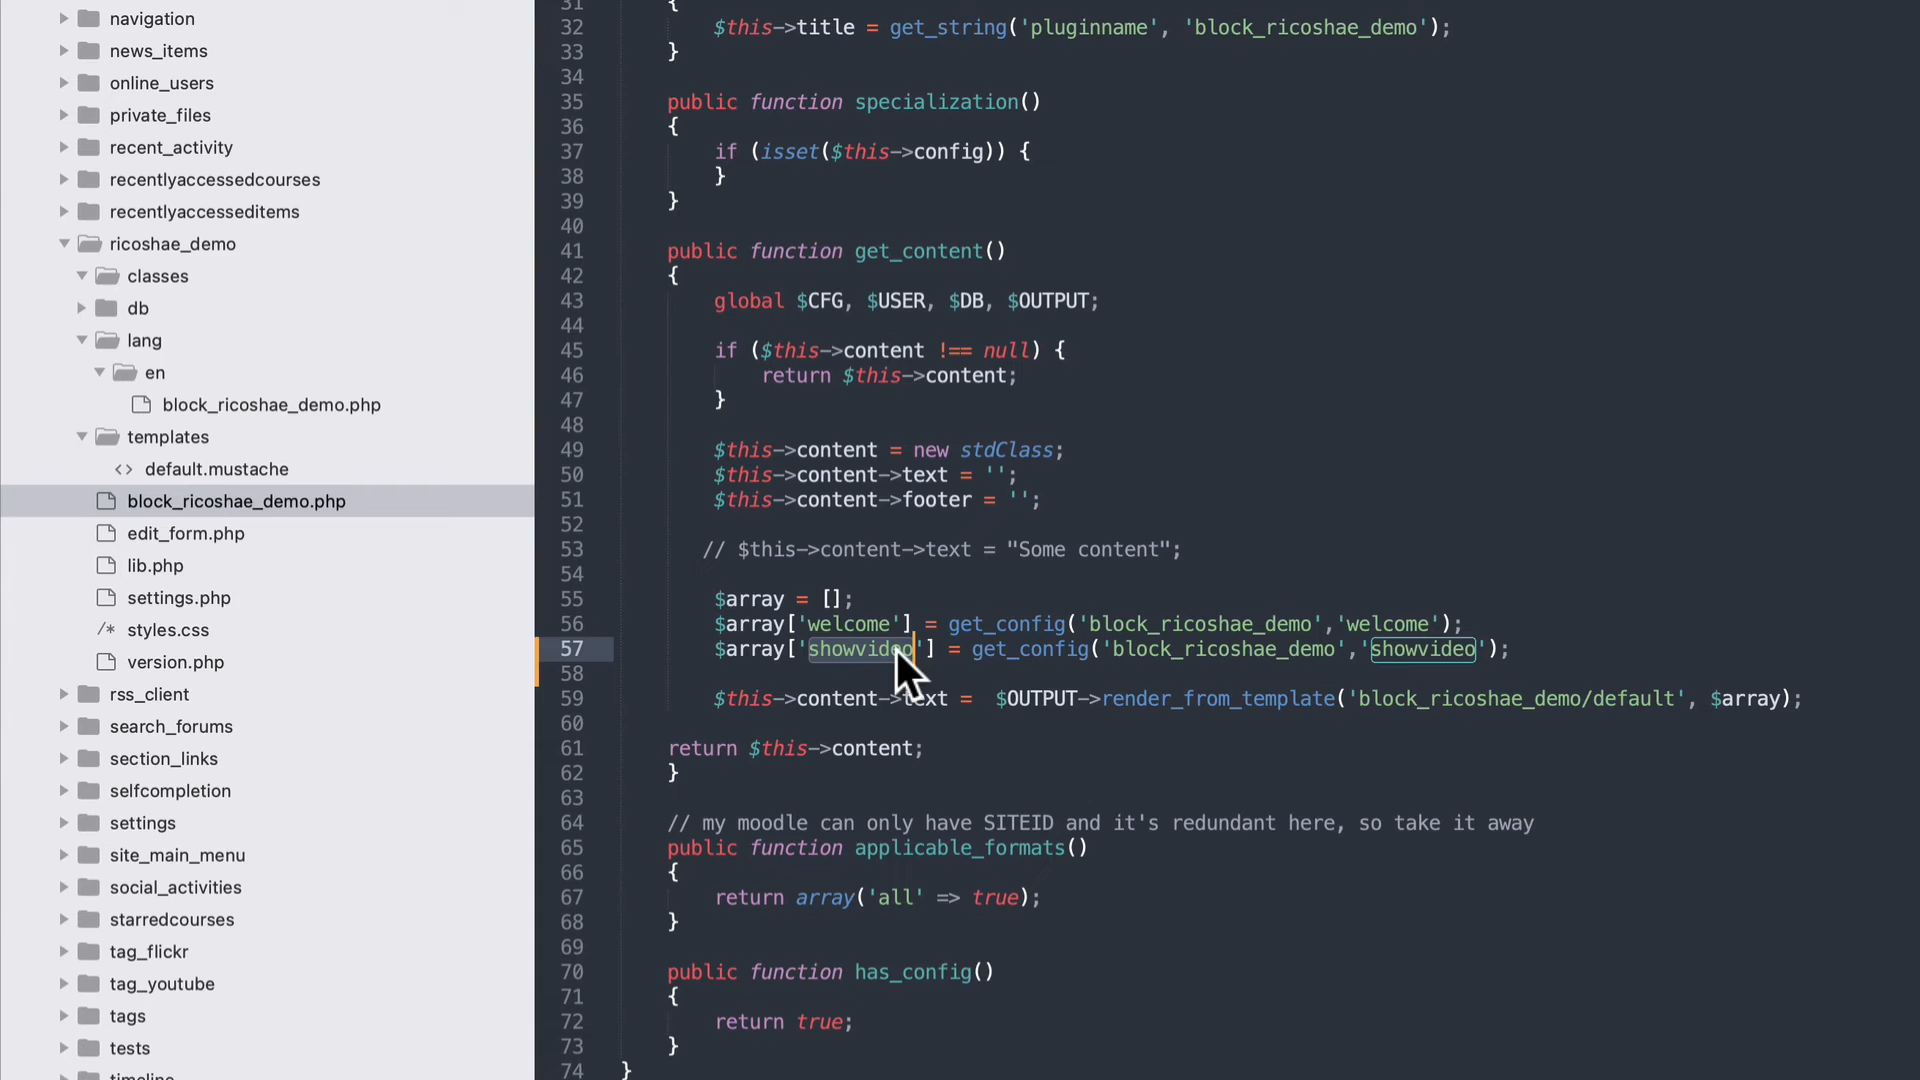 navigation
news_items
online_users
private_files
recent_activity
recentlyaccessedcourses
recentlyaccesseditems
ricoshae_demo
classes
db
lang
en
block_ricoshae_demo.php
templates
<> default.mustache
block_ricoshae_demo.php
edit_form.php
lib.php
settings.php
/* styles.css
version.php
rss_client
search_forums
section_links
selfcompletion
settings
site_main_menu
social_activities
starredcourses
tag_flickr
tag_youtube
tags
tests
timeline
31 {
32 $this->title = get_string('pluginname', 'block_ricoshae_demo');
33 }
34
35 public function specialization()
36 {
37 if (isset($this->config)) {
38 }
39 }
40
41 public function get_content()
42 {
43 global $CFG, $USER, $DB, $OUTPUT;
44
45 if ($this->content !== null) {
46 return $this->content;
47 }
48
49 $this->content = new stdClass;
50 $this->content->text = '';
51 $this->content->footer = '';
52
53 // $this->content->text = "Some content";
54
55 $array = [];
56 $array['welcome'] = get_config('block_ricoshae_demo','welcome');
57 $array['showvideo'] = get_config('block_ricoshae_demo','showvideo');
58
59 $this->content->text = $OUTPUT->render_from_template('block_ricoshae_demo/default', $array);
60
61 return $this->content;
62 }
63
64 // my moodle can only have SITEID and it's redundant here, so take it away
65 public function applicable_formats()
66 {
67 return array('all' => true);
68 }
69
70 public function has_config()
71 {
72 return true;
73 }
74 }